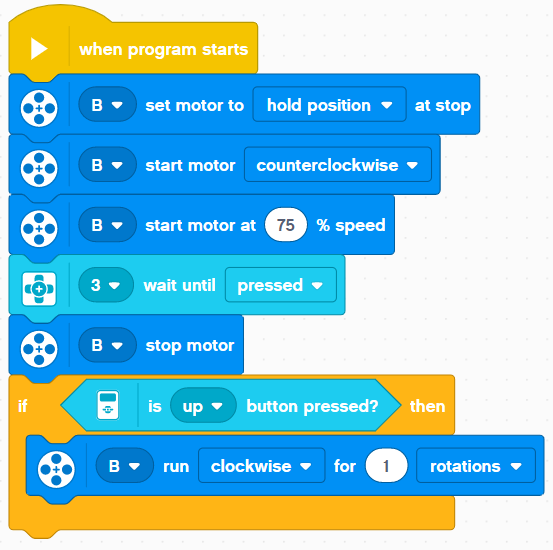 when program starts
B set motor to hold position at stop
B start motor counterclockwise
B start motor at 75 % speed
3 wait until pressed
B stop motor
if is up button pressed? then
B run clockwise for 1 rotations